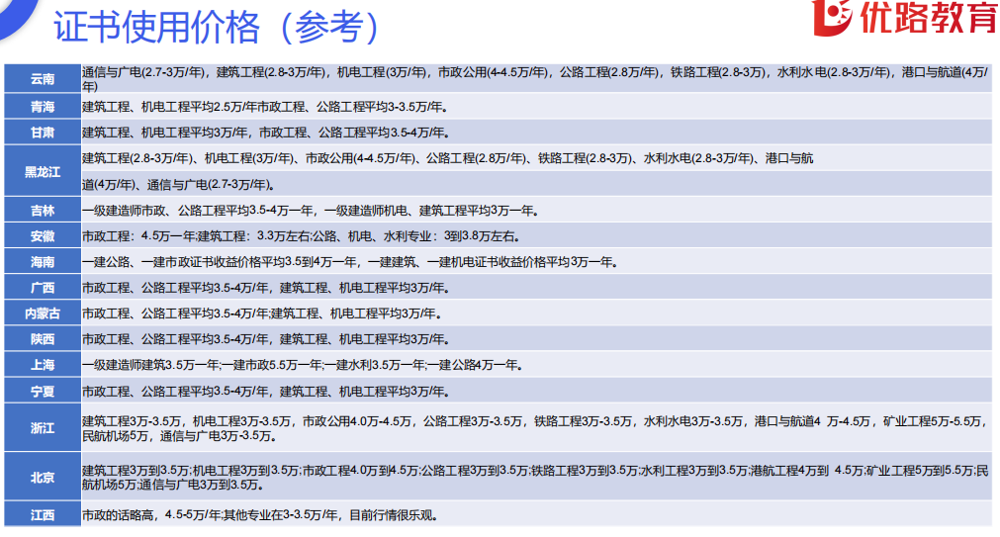 证书使用价格（参考）
优路教育
云南
通信与广电(2.7-3万/年)，建筑工程(2.8-3万/年)，机电工程(3万/年)，市政公用(4-4.5万/年)，公路工程(2.8万/年)，铁路工程(2.8-3万)，水利水电(2.8-3万/年)，港口与航道(4万/
年)
青海
建筑工程、机电工程平均2.5万/年市政工程、公路工程平均3-3.5万/年。
甘肃
建筑工程、机电工程平均3万/年，市政工程、公路工程平均3.5-4万/年。
黑龙江
建筑工程(2.8-3万/年)、机电工程(3万/年)、市政公用(4-4.5万/年)、公路工程(2.8万/年)、铁路工程(2.8-3万)、水利水电(2.8-3万/年)、港口与航
道(4万/年)、通信与广电(2.7-3万/年)。
吉林
一级建造师市政、公路工程平均3.5-4万一年，一级建造师机电、建筑工程平均3万一年。
安徽
市政工程：4.5万一年;建筑工程：3.3万左右;公路、机电、水利专业：3到3.8万左右。
海南
一建公路、一建市政证书收益价格平均3.5到4万一年，一建建筑、一建机电证书收益价格平均3万一年。
广西
市政工程、公路工程平均3.5-4万/年，建筑工程、机电工程平均3万/年。
内蒙古
市政工程、公路工程平均3.5-4万/年;建筑工程、机电工程平均3万/年。
陕西
市政工程、公路工程平均3.5-4万/年，建筑工程、机电工程平均3万/年。
上海
一级建造师建筑3.5万一年;一建市政5.5万一年;一建水利3.5万一年;一建公路4万一年。
宁夏
市政工程、公路工程平均3.5-4万/年，建筑工程、机电工程平均3万/年。
浙江
建筑工程3万-3.5万，机电工程3万-3.5万，市政公用4.0万-4.5万，公路工程3万-3.5万，铁路工程3万-3.5万，水利水电3万-3.5万，港口与航道4 万-4.5万，矿业工程5万-5.5万，
民航机场5万，通信与广电3万-3.5万。
北京
建筑工程3万到3.5万;机电工程3万到3.5万;市政工程4.0万到4.5万;公路工程3万到3.5万;铁路工程3万到3.5万;水利工程3万到3.5万;港航工程4万到 4.5万;矿业工程5万到5.5万;民
航机场5万;通信与广电3万到3.5万。
江西
市政的话略高，4.5-5万/年;其他专业在3-3.5万/年，目前行情很乐观。